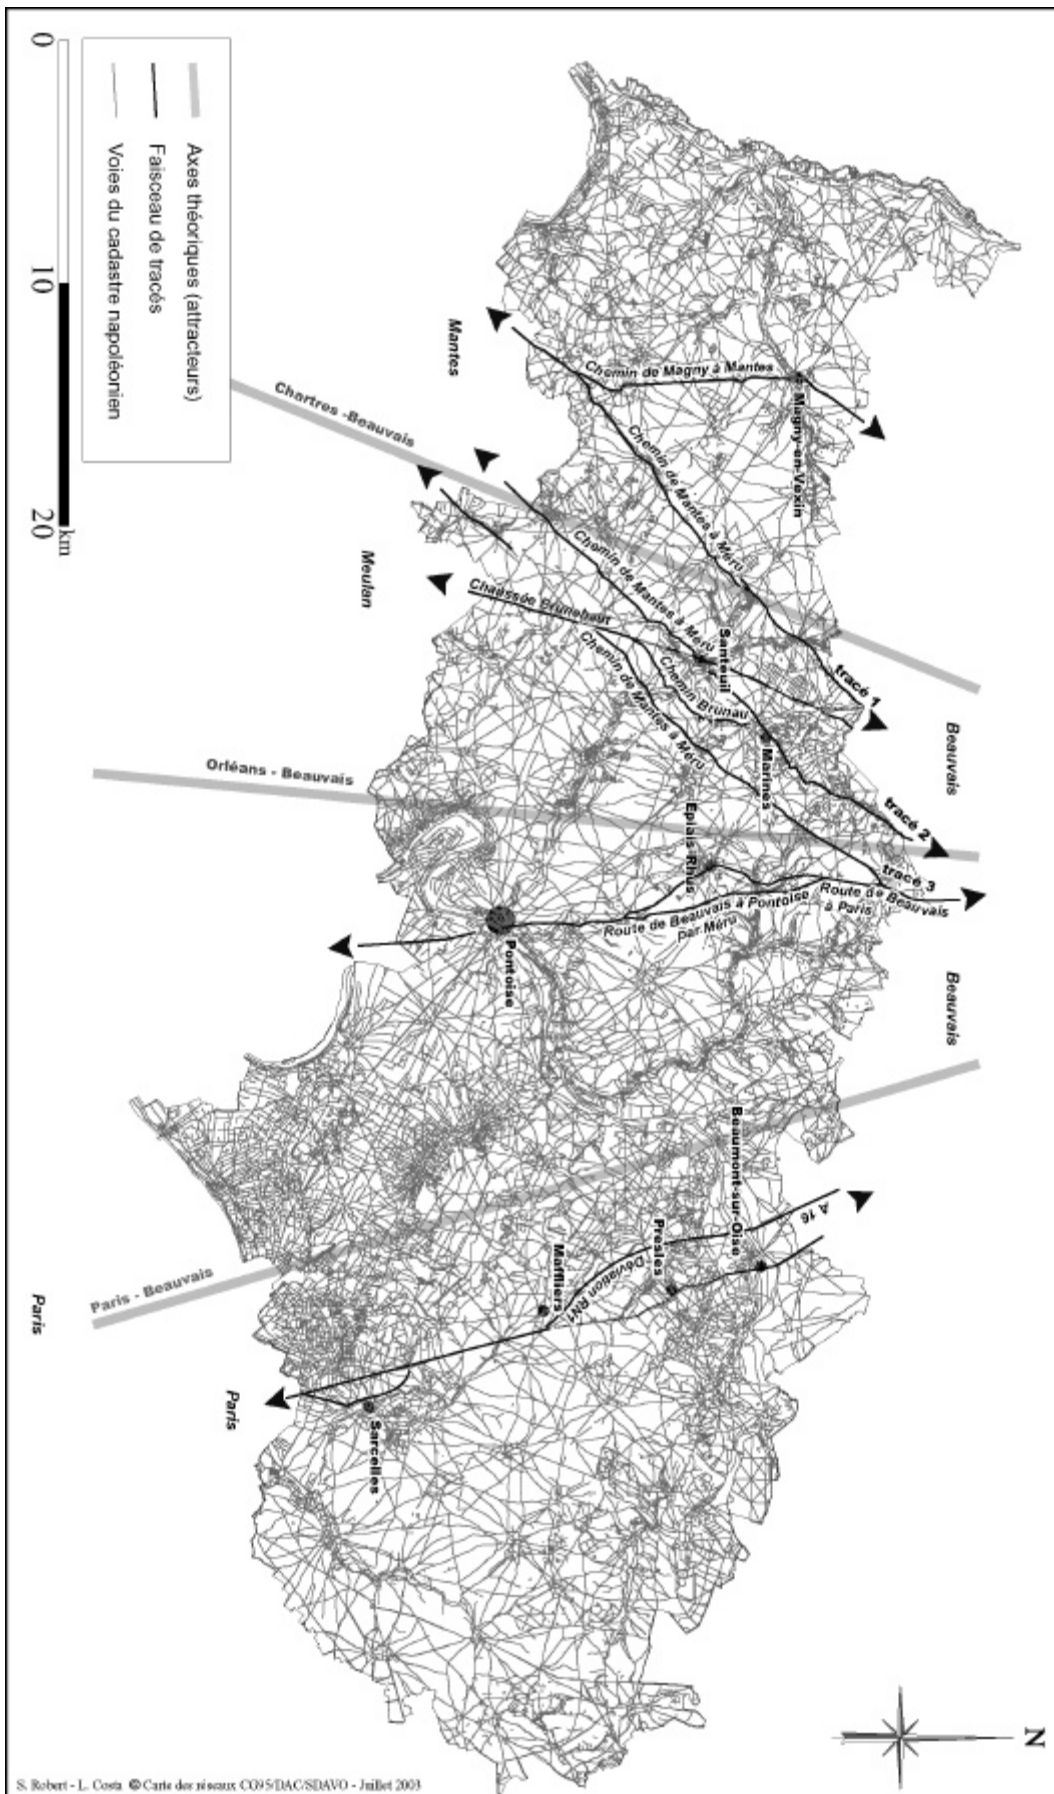 N
Beauvais
Beauvais
tracé 1
tracé 2
tracé 3
Magny-en-Vexin
Chemin de Magny à Mantes
Chemin de Mantes à Méru
Chemin de Mantes à Méru
Chemin de Mantes à Méru
Santeuil
Chemin Brunau
Chaussée Brunehaut
Marines
Epiais-Rhus
Route de Beauvais
à Paris
Route de Beauvais à Pontoise
par Méru
Pontoise
Beaumont-sur-Oise
A 16
Presles
Déviation RN1
Maffliers
Sarcelles
Mantes
Meulan
Chartres -Beauvais
Orléans - Beauvais
Paris - Beauvais
Paris
Paris
Axes théoriques (attracteurs)
Faisceau de tracés
Voies du cadastre napoléonien
0 10 20 km
S. Robert - L. Costa © Carte des réseaux CG95/DAC/SDAVO - Juillet 2003